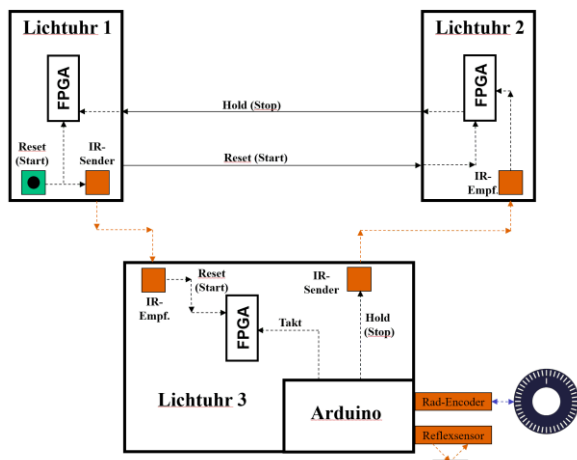 Lichtuhr 1
FPGA
Reset
(Start)
IR-
Sender
Hold (Stop)
Reset (Start)
Lichtuhr 2
FPGA
IR-
Empf.
IR-
Empf.
Reset
(Start)
FPGA
Takt
IR-
Sender
Hold
(Stop)
Lichtuhr 3
Arduino
Rad-Encoder
Reflexsensor